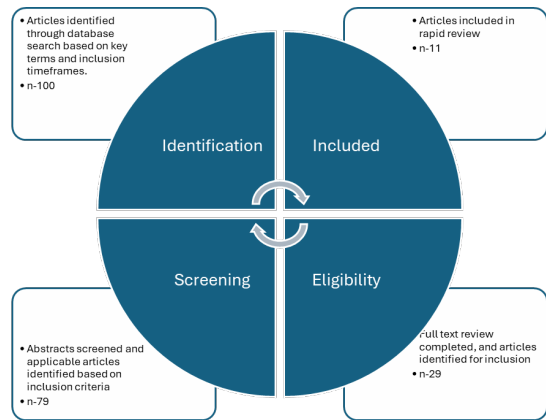 • Articles identified
through database
search based on key
terms and inclusion
timeframes.
• n-100
• Articles included in
rapid review
• n-11
Identification
Included
Screening
Eligibility
• Abstracts screened and
applicable articles
identified based on
inclusion criteria
• n-79
Full text review
completed, and articles
identified for inclusion
• n-29